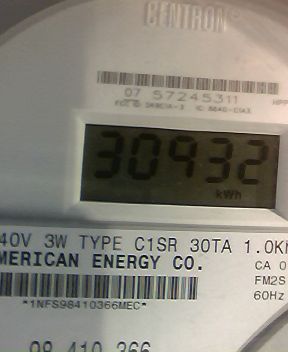 CENTRON®
07 57245311
30932
kWh
40V 3W TYPE C1SR 30TA 1.0K
MERICAN ENERGY CO.
CA 0
FM2S
60Hz
*1NFS98410366MEC*
98 410 366